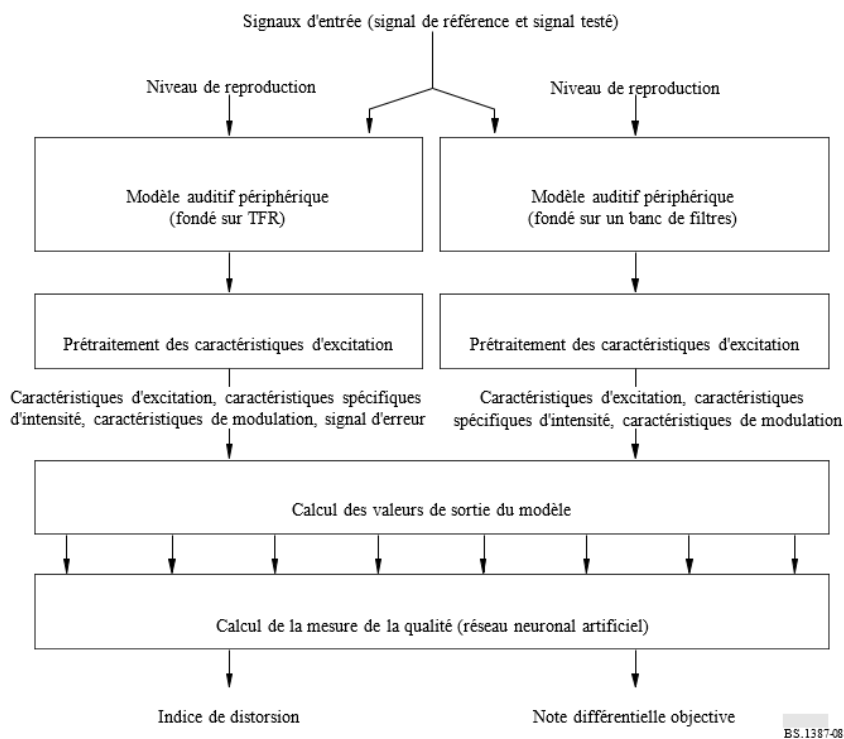 Signaux d'entrée (signal de référence et signal testé)
Niveau de reproduction
Niveau de reproduction
Modèle auditif périphérique
(fondé sur TFR)
Modèle auditif périphérique
(fondé sur un banc de filtres)
Prétraitement des caractéristiques d'excitation
Prétraitement des caractéristiques d'excitation
Caractéristiques d'excitation, caractéristiques spécifiques
d'intensité, caractéristiques de modulation, signal d'erreur
Caractéristiques d'excitation, caractéristiques
spécifiques d'intensité, caractéristiques de modulation
Calcul des valeurs de sortie du modèle
Calcul de la mesure de la qualité (réseau neuronal artificiel)
Indice de distorsion
Note différentielle objective
BS.1387-08